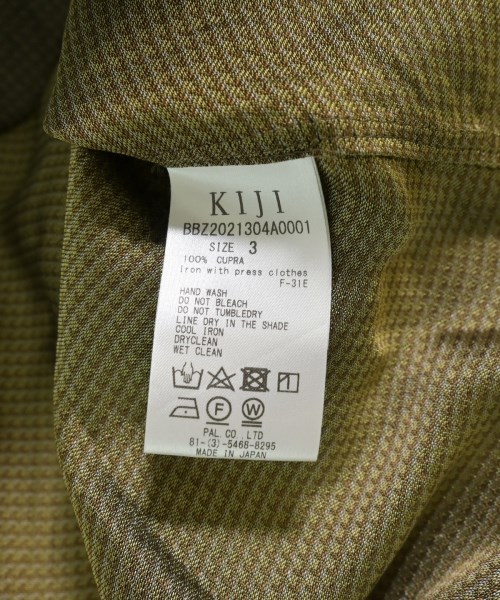 KIJI
BBZ2021304A0001
SIZE 3
100% CUPRA
Iron with press clothes
F-31E
HAND WASH
DO NOT BLEACH
DO NOT TUMBLEDRY
LINE DRY IN THE SHADE
COOL IRON
DRYCLEAN
WET CLEAN
F W
PAL.CO.,LTD
81-(3)-5468-8295
MADE IN JAPAN